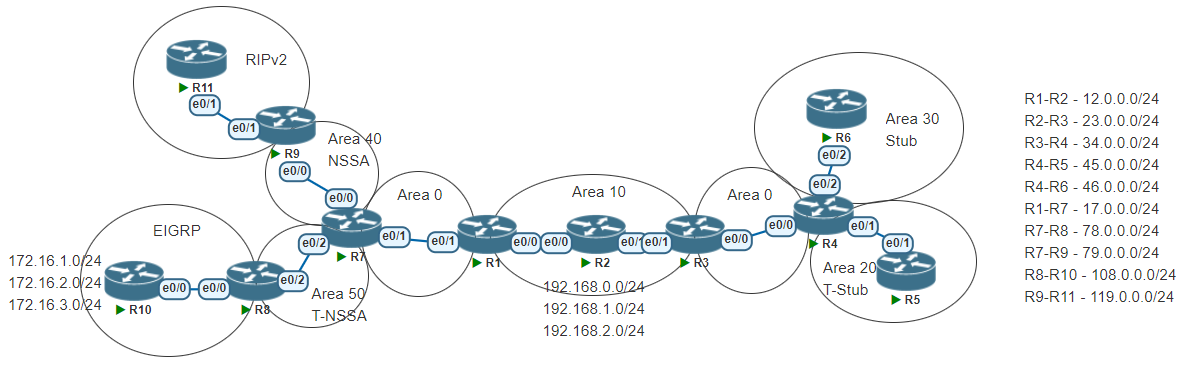 RIPv2
R11
e0/1
e0/1
R9
Area 40
NSSA
e0/0
e0/0
EIGRP
172.16.1.0/24
172.16.2.0/24
172.16.3.0/24
R10
e0/0
e0/0
R8
e0/2
e0/2
R7
Area 50
T-NSSA
e0/1
Area 0
e0/1
R1
e0/0
Area 10
e0/0
R2
192.168.0.0/24
192.168.1.0/24
192.168.2.0/24
e0/1
e0/1
R3
e0/0
Area 0
e0/0
R4
Area 30
Stub
R6
e0/2
e0/2
e0/1
e0/1
Area 20
T-Stub
R5
R1-R2 - 12.0.0.0/24
R2-R3 - 23.0.0.0/24
R3-R4 - 34.0.0.0/24
R4-R5 - 45.0.0.0/24
R4-R6 - 46.0.0.0/24
R1-R7 - 17.0.0.0/24
R7-R8 - 78.0.0.0/24
R7-R9 - 79.0.0.0/24
R8-R10 - 108.0.0.0/24
R9-R11 - 119.0.0.0/24